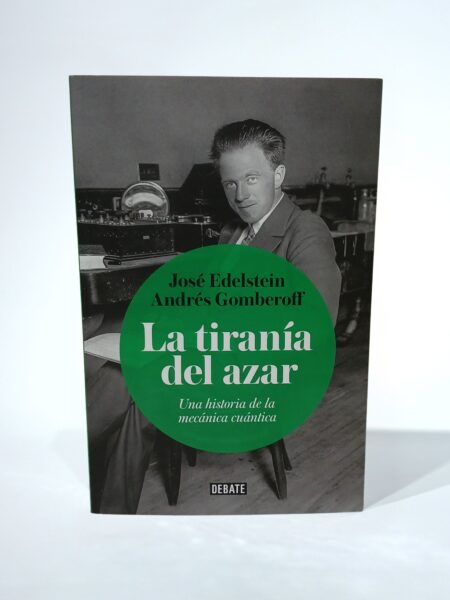 José Edelstein
Andrés Gomberoff
La tiranía
del azar
Una historia de la
mecánica cuántica
DEBATE